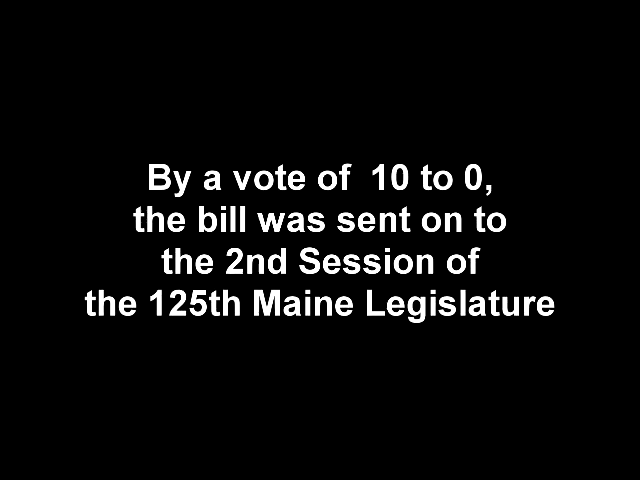 By a vote of  10 to 0,
the bill was sent on to
the 2nd Session of
the 125th Maine Legislature